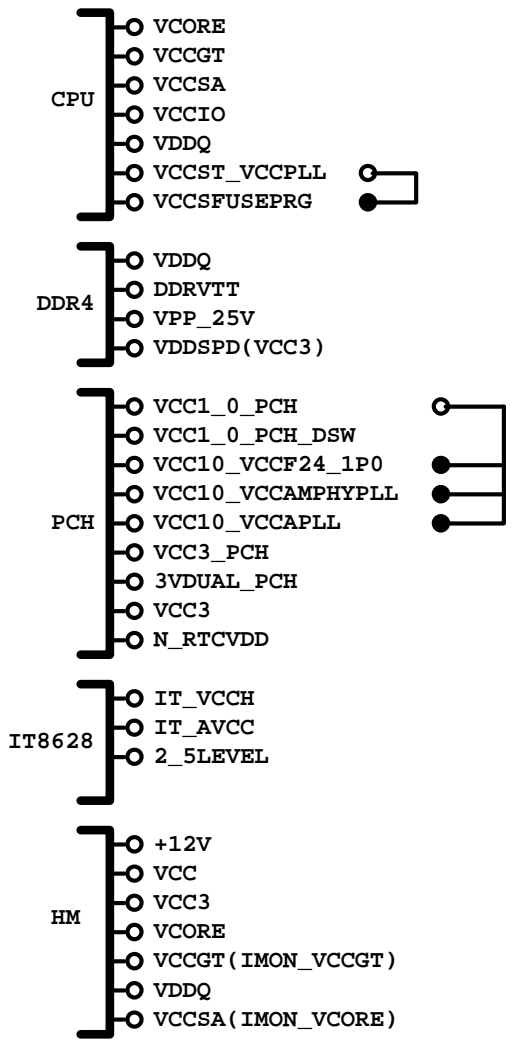 VCORE
VCCGT
VCCSA
CPU
VCCIO
VDDQ
VCCST_VCCPLL
VCCSFUSEPRG
VDDQ
DDRVTT
DDR4
VPP_25V
VDDSPD(VCC3)
VCC1_0_PCH
VCC1_0_PCH_DSW
VCC10_VCCF24_1P0
VCC10_VCCAMPHYPLL
PCH
VCC10_VCCAPLL
VCC3_PCH
3VDUAL_PCH
VCC3
N_RTCVDD
IT_VCCH
IT_AVCC
IT8628
2_5LEVEL
+12V
VCC
VCC3
HM
VCORE
VCCGT(IMON_VCCGT)
VDDQ
VCCSA(IMON_VCORE)